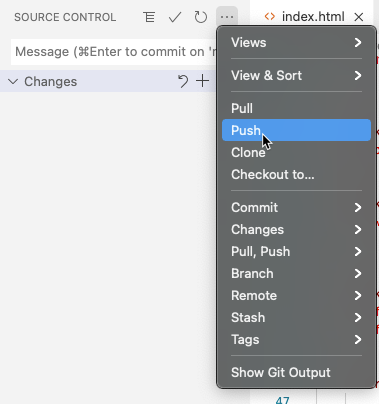 SOURCE CONTROL
index.html
Message (⌘Enter to commit on 'r
Changes
Views
View & Sort
Pull
Push
Clone
Checkout to...
Commit
Changes
Pull, Push
Branch
Remote
Stash
Tags
Show Git Output
47